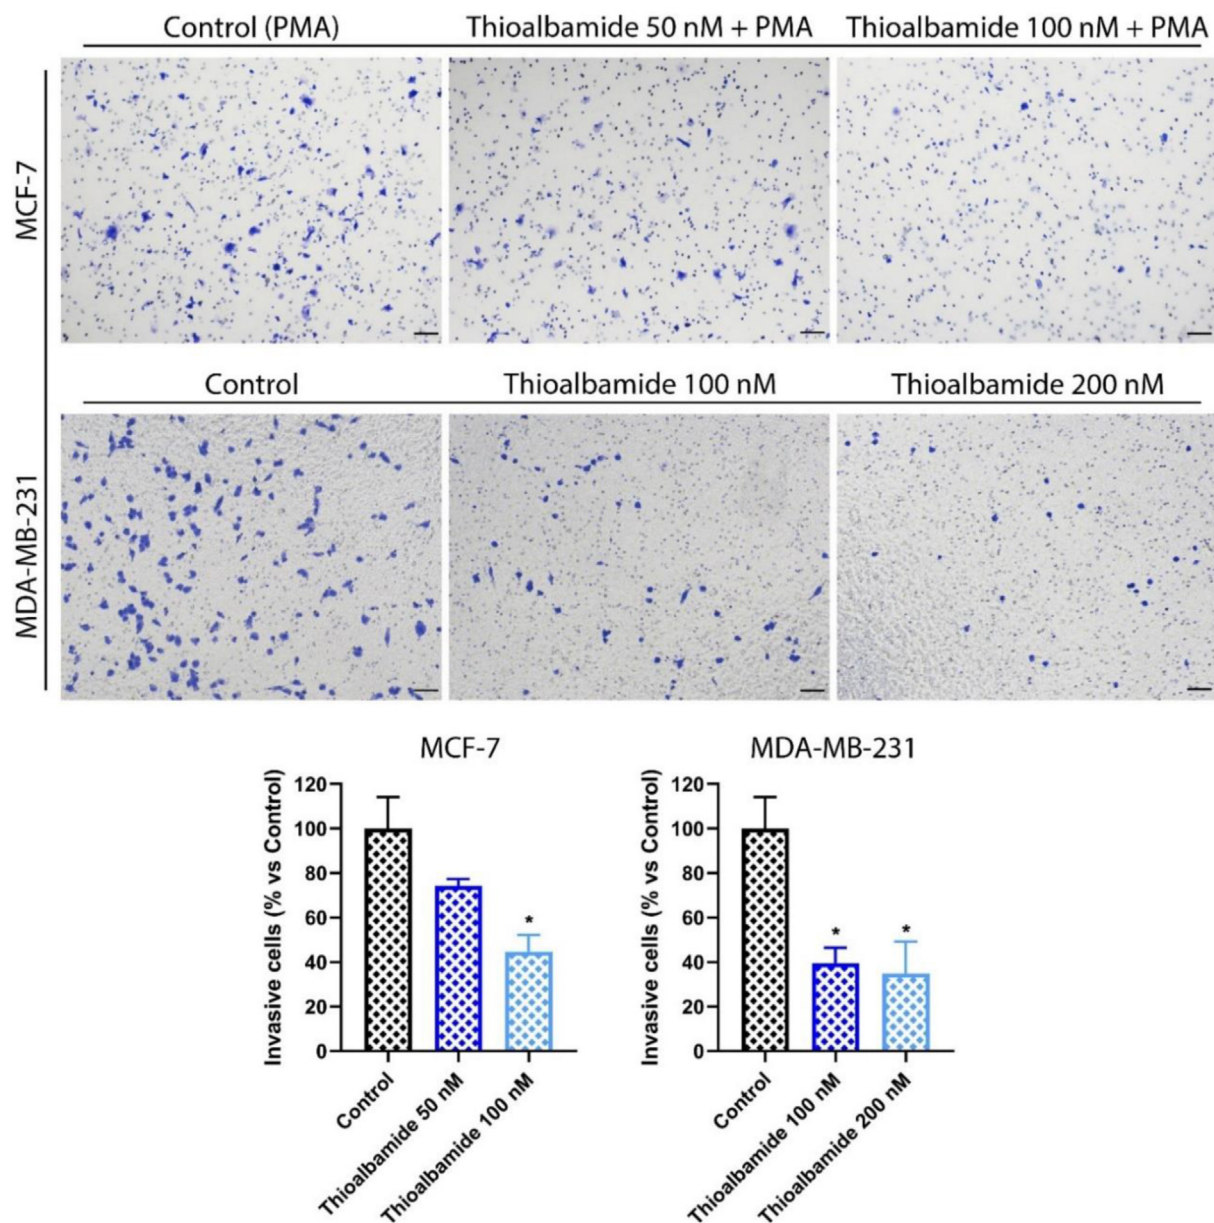 Control (PMA) Thioalbamide 50 nM + PMA Thioalbamide 100 nM + PMA
MCF-7
Control Thioalbamide 100 nM Thioalbamide 200 nM
MDA-MB-231
MCF-7
Invasive cells (% vs Control)
120
100
80
60
40
20
0
*
Control
Thioalbamide 50 nM
Thioalbamide 100 nM
MDA-MB-231
Invasive cells (% vs Control)
120
100
80
60
40
20
0
* *
Control
Thioalbamide 100 nM
Thioalbamide 200 nM